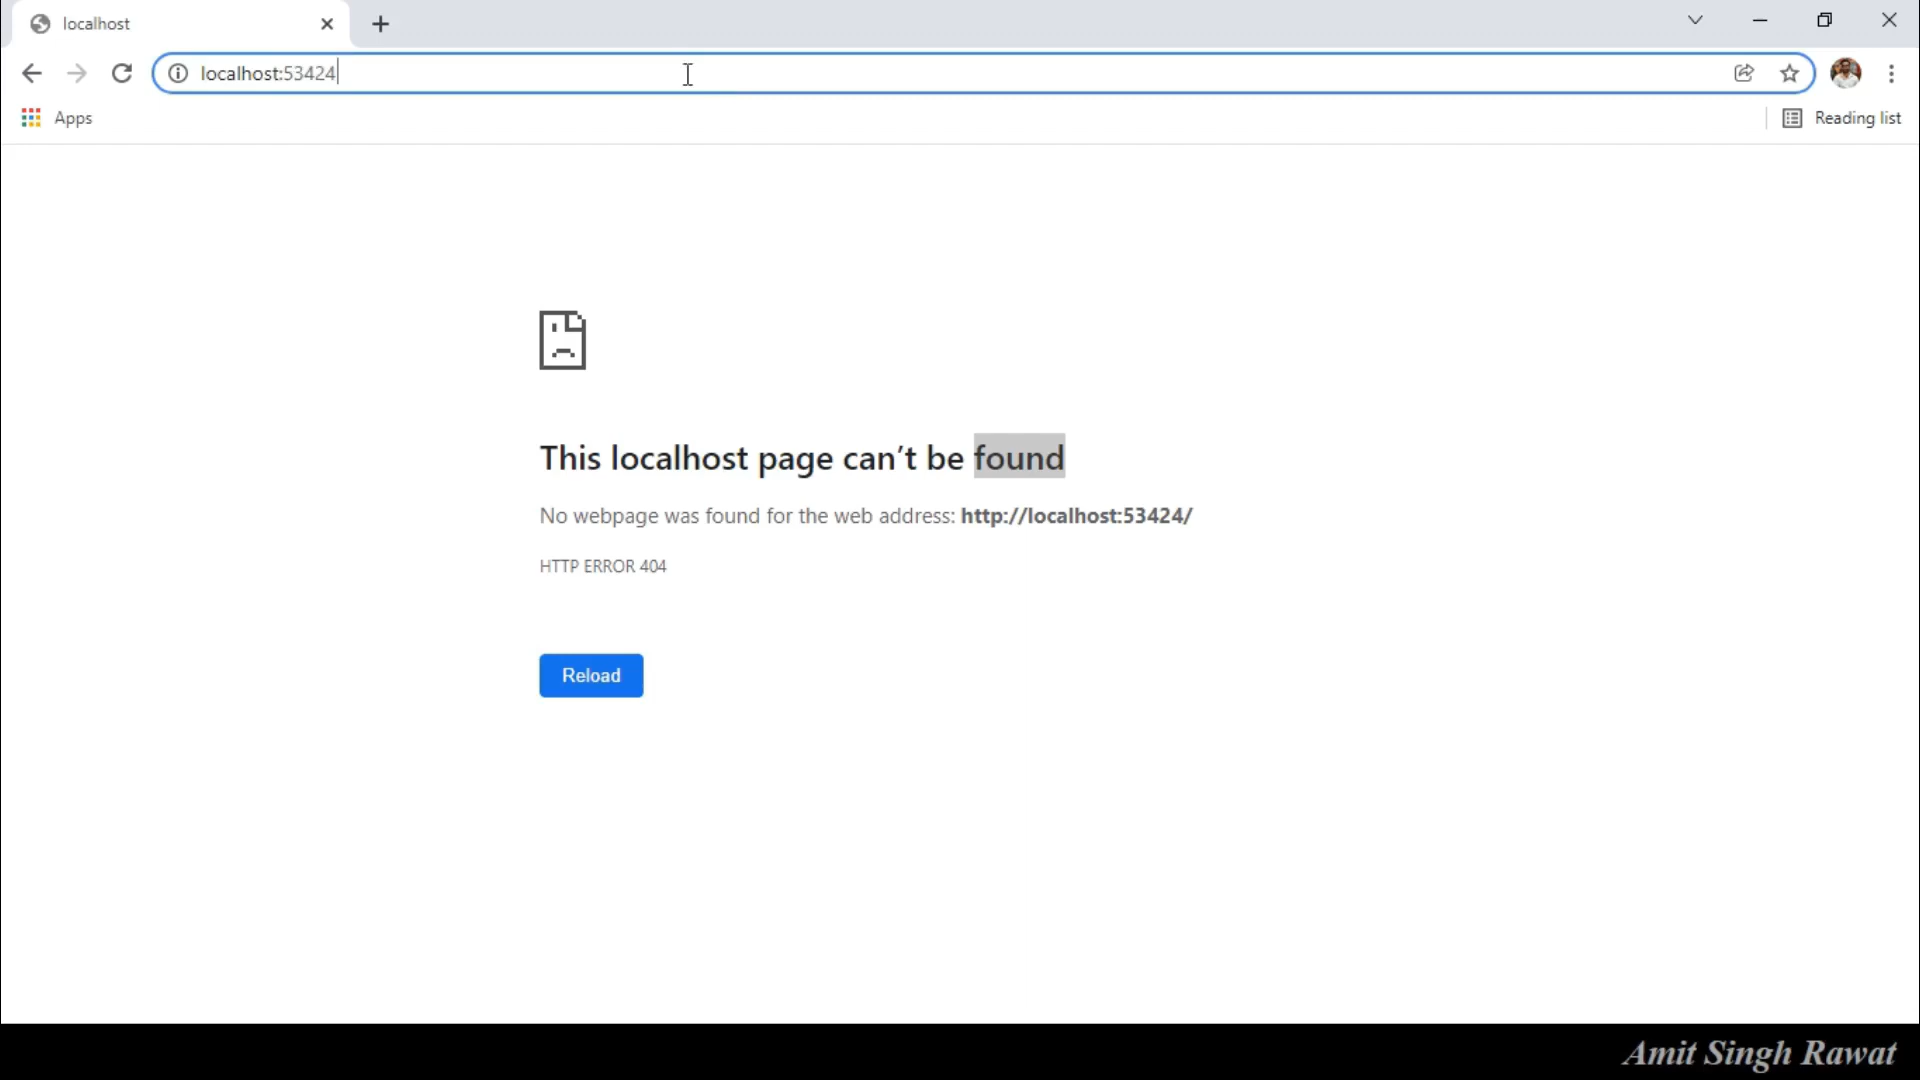 localhost
localhost:53424
Apps
Reading list
This localhost page can’t be found
No webpage was found for the web address: http://localhost:53424/
HTTP ERROR 404
Reload
Amit Singh Rawat